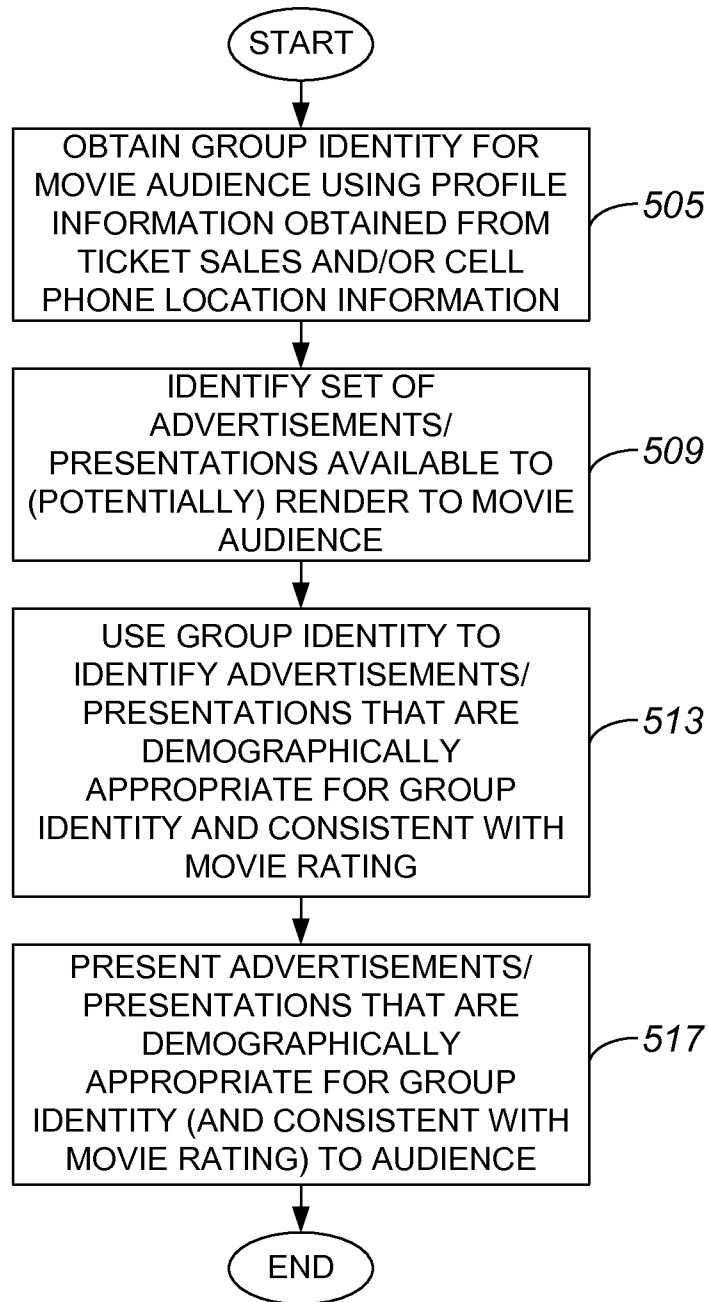 START
OBTAIN GROUP IDENTITY FOR
MOVIE AUDIENCE USING PROFILE
INFORMATION OBTAINED FROM
TICKET SALES AND/OR CELL
PHONE LOCATION INFORMATION
505
IDENTIFY SET OF
ADVERTISEMENTS/
PRESENTATIONS AVAILABLE TO
(POTENTIALLY) RENDER TO MOVIE
AUDIENCE
509
USE GROUP IDENTITY TO
IDENTIFY ADVERTISEMENTS/
PRESENTATIONS THAT ARE
DEMOGRAPHICALLY
APPROPRIATE FOR GROUP
IDENTITY AND CONSISTENT WITH
MOVIE RATING
513
PRESENT ADVERTISEMENTS/
PRESENTATIONS THAT ARE
DEMOGRAPHICALLY
APPROPRIATE FOR GROUP
IDENTITY (AND CONSISTENT WITH
MOVIE RATING) TO AUDIENCE
517
END